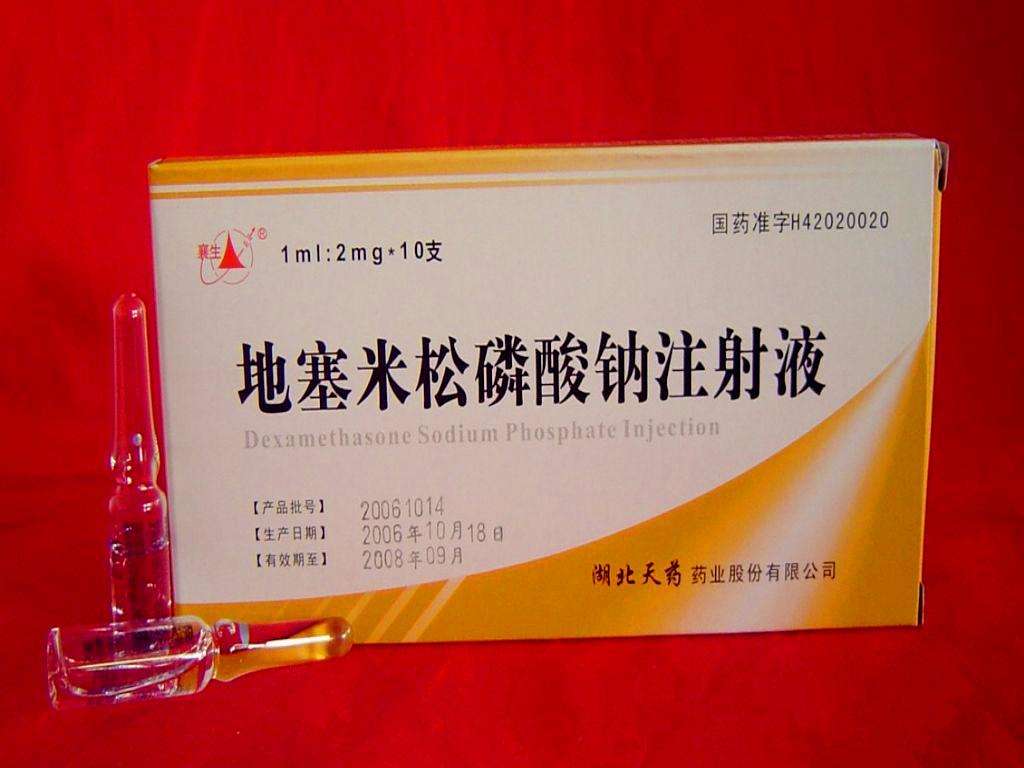 国药准字H42020020
襄生® 1ml:2mg*10支
地塞米松磷酸钠注射液
Dexamethasone Sodium Phosphate Injection
【产品批号】 20061014
【生产日期】 2006年10月18日
【有效期至】 2008年09月
湖北天药药业股份有限公司